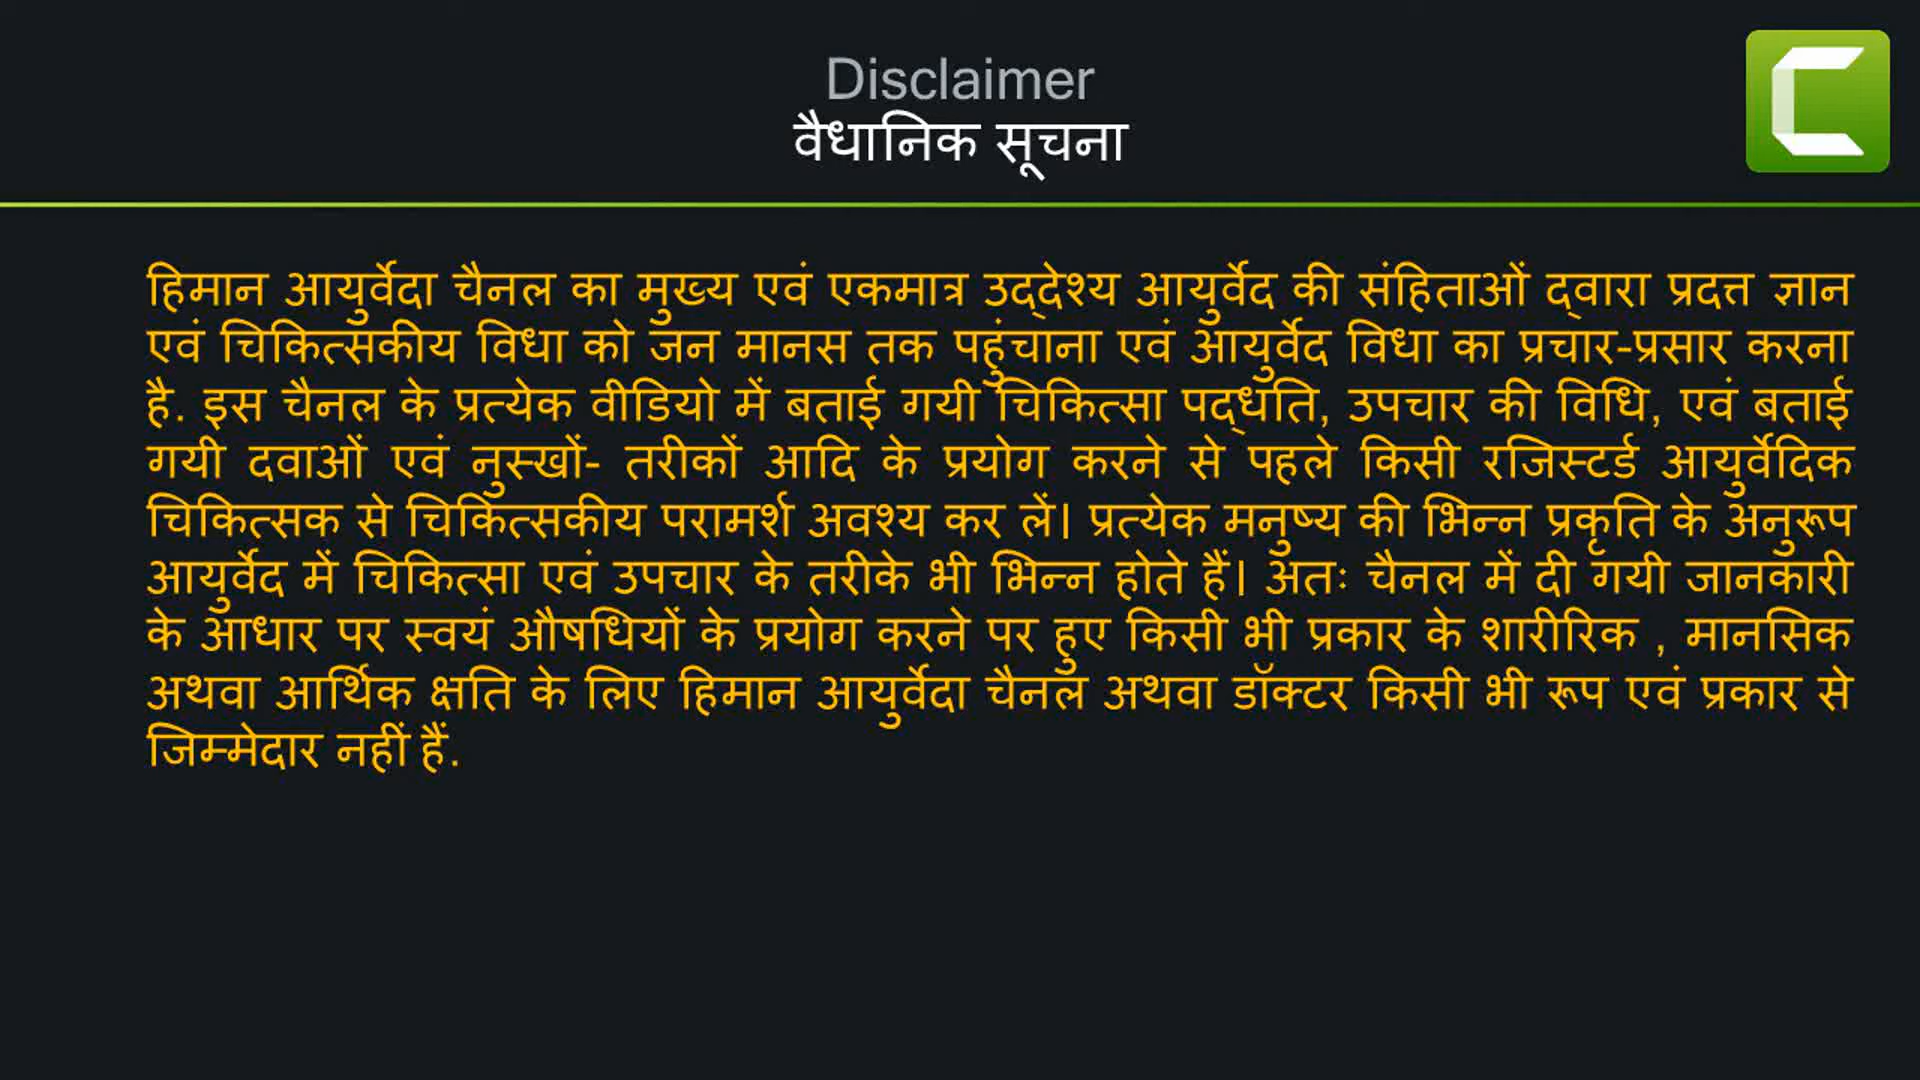 Disclaimer
वैधानिक सूचना
हिमान आयुर्वेदा चैनल का मुख्य एवं एकमात्र उद्देश्य आयुर्वेद की संहिताओं द्वारा प्रदत्त ज्ञान
एवं चिकित्सकीय विधा को जन मानस तक पहुंचाना एवं आयुर्वेद विधा का प्रचार-प्रसार करना
है. इस चैनल के प्रत्येक वीडियो में बताई गयी चिकित्सा पद्धति, उपचार की विधि, एवं बताई
गयी दवाओं एवं नुस्खों- तरीकों आदि के प्रयोग करने से पहले किसी रजिस्टर्ड आयुर्वेदिक
चिकित्सक से चिकित्सकीय परामर्श अवश्य कर लें। प्रत्येक मनुष्य की भिन्न प्रकृति के अनुरूप
आयुर्वेद में चिकित्सा एवं उपचार के तरीके भी भिन्न होते हैं। अतः चैनल में दी गयी जानकारी
के आधार पर स्वयं औषधियों के प्रयोग करने पर हुए किसी भी प्रकार के शारीरिक , मानसिक
अथवा आर्थिक क्षति के लिए हिमान आयुर्वेदा चैनल अथवा डॉक्टर किसी भी रूप एवं प्रकार से
जिम्मेदार नहीं हैं.